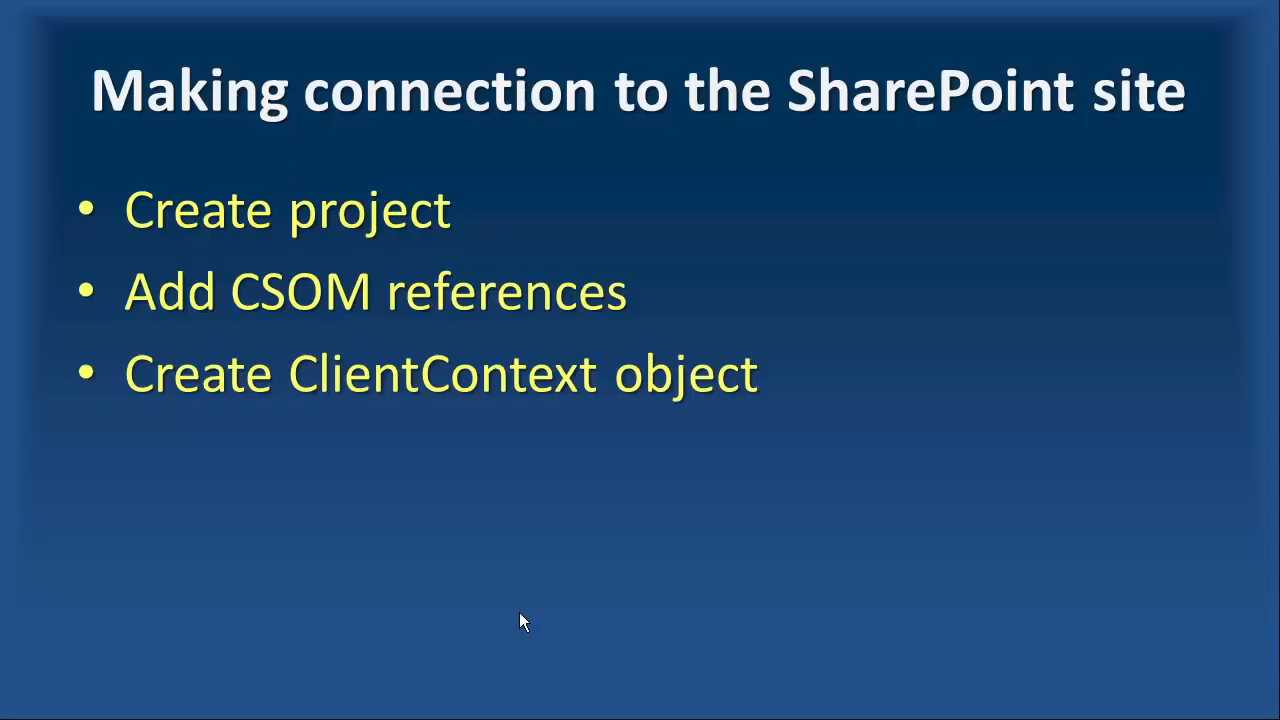 Making connection to the SharePoint site
• Create project
• Add CSOM references
• Create ClientContext object